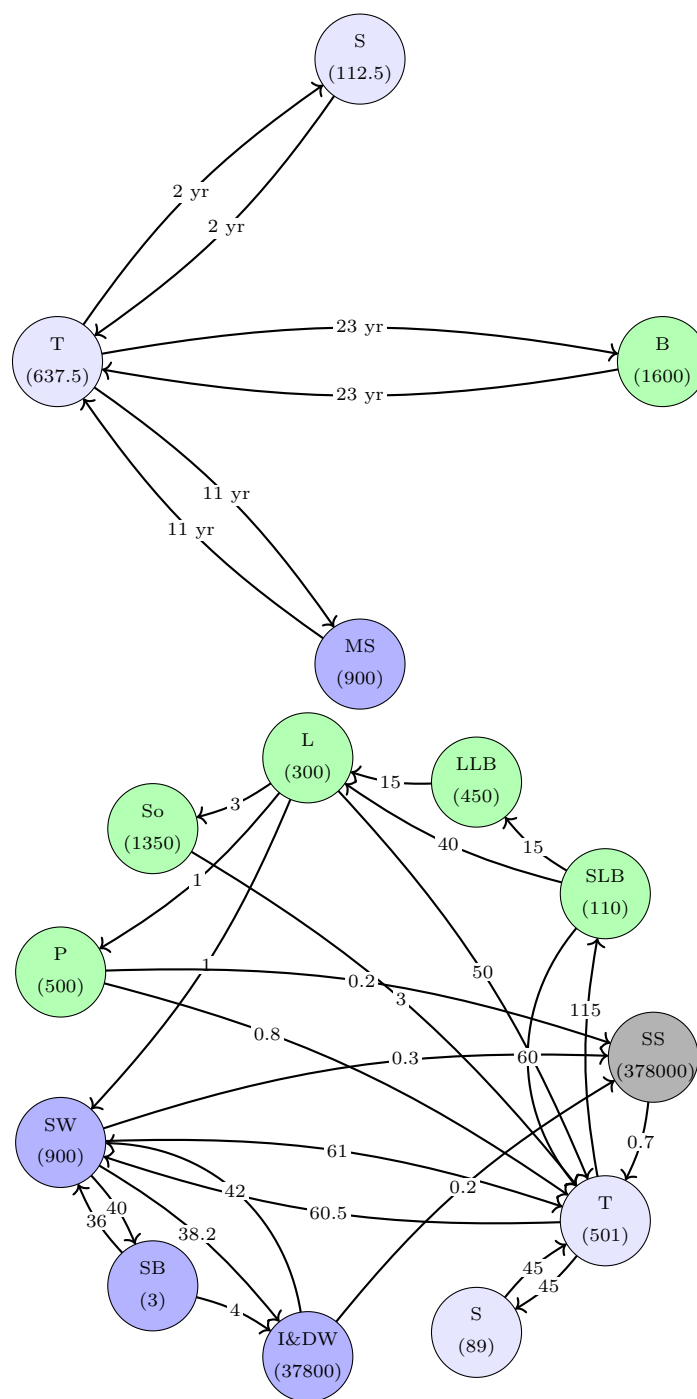 S
(112.5)
2 yr
2 yr
T
(637.5)
23 yr
23 yr
B
(1600)
11 yr
11 yr
MS
(900)
L
(300)
LLB
(450)
15
So
(1350)
3
40
15
SLB
(110)
1
P
(500)
1
0.2
50
3
115
0.8
60
0.3
SS
(378000)
SW
(900)
61
0.7
42
0.2
60.5
T
(501)
36
40
38.2
SB
(3)
4
45
45
S
(89)
I&DW
(37800)